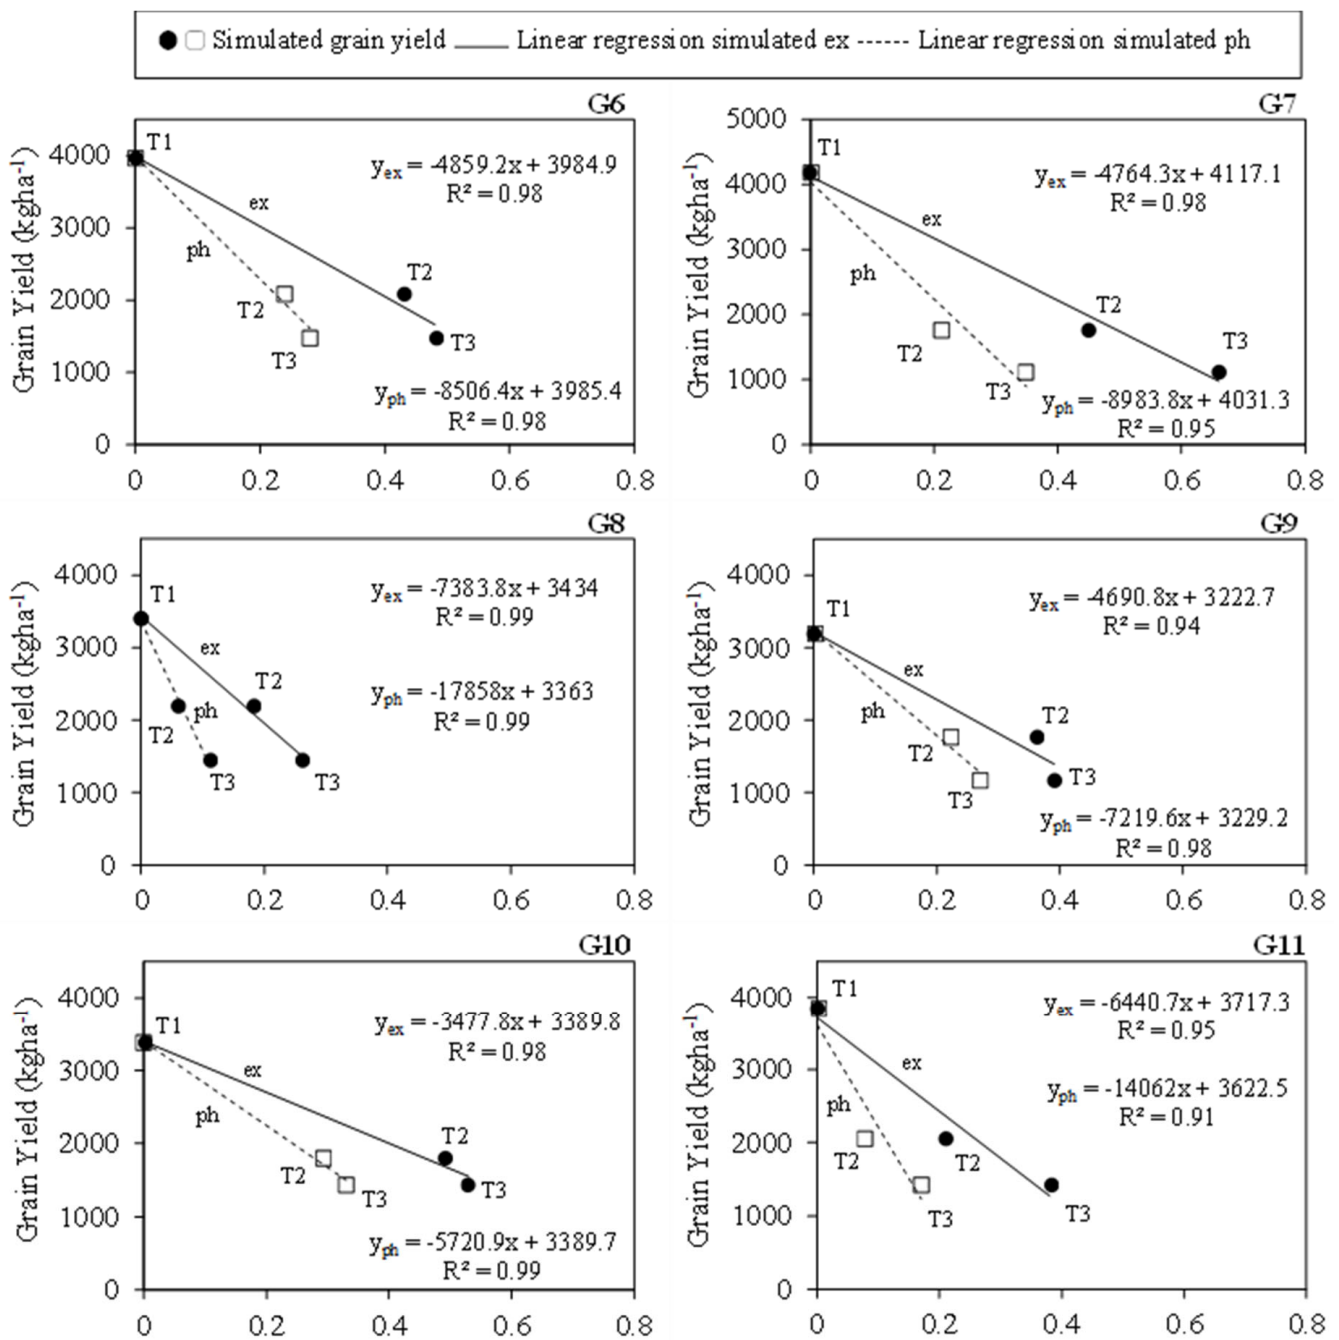 Simulated grain yield Linear regression simulated ex Linear regression simulated ph
G6
Grain Yield (kgha-1)
4000
3000
2000
1000
0
T1
yex = -4859.2x + 3984.9
R² = 0.98
ex
ph
T2
T2
T3
T3
yph = -8506.4x + 3985.4
R² = 0.98
0 0.2 0.4 0.6 0.8
G7
Grain Yield (kgha-1)
5000
4000
3000
2000
1000
0
T1
yex = -4764.3x + 4117.1
R² = 0.98
ex
ph
T2
T2
T3
T3
yph = -8983.8x + 4031.3
R² = 0.95
0 0.2 0.4 0.6 0.8
G8
Grain Yield (kgha-1)
4000
3000
2000
1000
0
T1
yex = -7383.8x + 3434
R² = 0.99
ex
T2
yph = -17858x + 3363
R² = 0.99
ph
T2
T3
T3
0 0.2 0.4 0.6 0.8
G9
Grain Yield (kgha-1)
4000
3000
2000
1000
0
T1
yex = -4690.8x + 3222.7
R² = 0.94
ex
ph
T2
T2
T3
T3
yph = -7219.6x + 3229.2
R² = 0.98
0 0.2 0.4 0.6 0.8
G10
Grain Yield (kgha-1)
4000
3000
2000
1000
0
T1
yex = -3477.8x + 3389.8
R² = 0.98
ex
ph
T2
T2
T3
T3
yph = -5720.9x + 3389.7
R² = 0.99
0 0.2 0.4 0.6 0.8
G11
Grain Yield (kgha-1)
4000
3000
2000
1000
0
T1
yex = -6440.7x + 3717.3
R² = 0.95
ex
yph = -14062x + 3622.5
R² = 0.91
ph
T2
T2
T3
T3
0 0.2 0.4 0.6 0.8